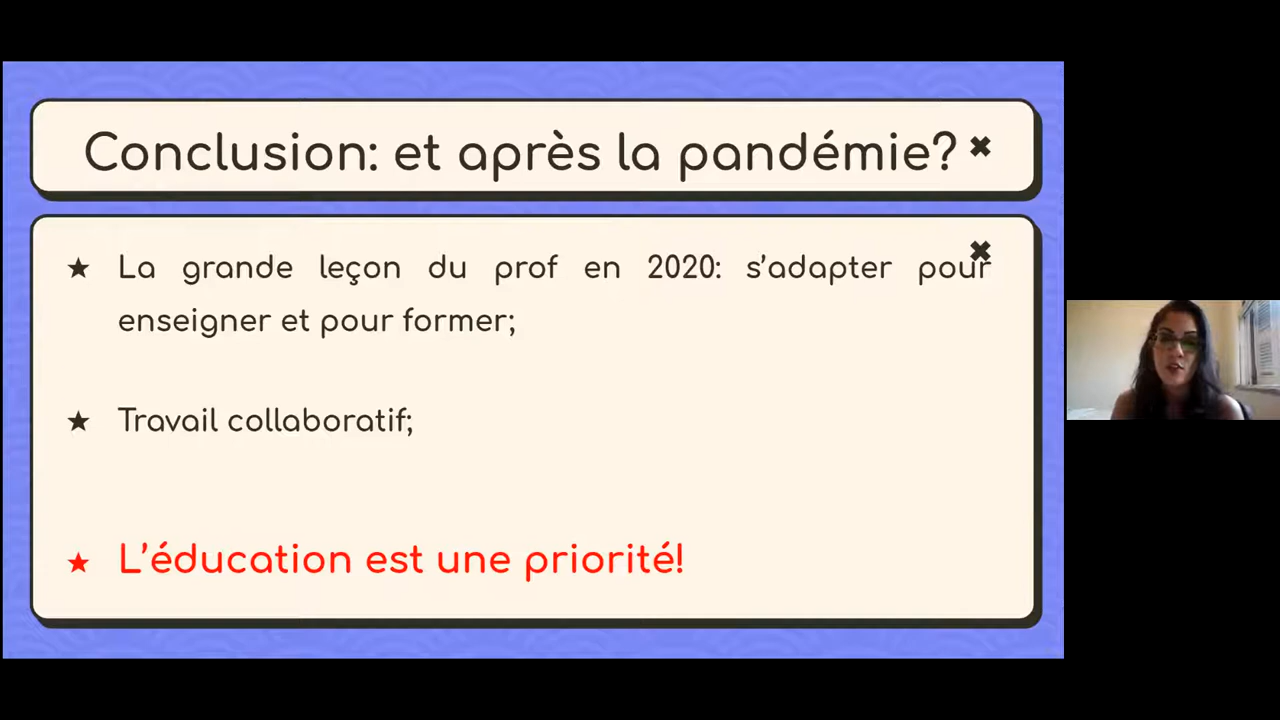 Conclusion: et après la pandémie?
La grande leçon du prof en 2020: s’adapter pour
enseigner et pour former;
Travail collaboratif;
L’éducation est une priorité!